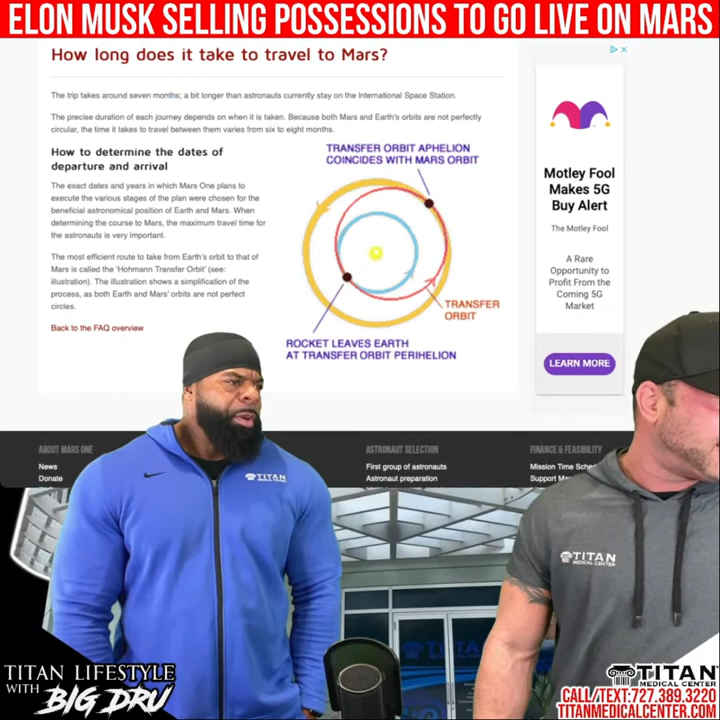 ELON MUSK SELLING POSSESSIONS TO GO LIVE ON MARS
How long does it take to travel to Mars?
The trip takes around seven months; a bit longer than astronauts currently stay on the International Space Station.
The precise duration of each journey depends on when it is taken. Because both Mars and Earth's orbits are not perfectly
circular, the time it takes to travel between them varies from six to eight months.
How to determine the dates of
departure and arrival
The exact dates and years in which Mars One plans to
execute the various stages of the plan were chosen for the
beneficial astronomical position of Earth and Mars. When
determining the course to Mars, the maximum travel time for
the astronauts is very important.
The most efficient route to take from Earth's orbit to that of
Mars is called the 'Hohmann Transfer Orbit' (see:
illustration). The illustration shows a simplification of the
process, as both Earth and Mars' orbits are not perfect
circles.
Back to the FAQ overview
TRANSFER ORBIT APHELION
COINCIDES WITH MARS ORBIT
TRANSFER
ORBIT
ROCKET LEAVES EARTH
AT TRANSFER ORBIT PERIHELION
Motley Fool
Makes 5G
Buy Alert
The Motley Fool
A Rare
Opportunity to
Profit From the
Coming 5G
Market
LEARN MORE
ABOUT MARS ONE
News
Donate
ASTRONAUT SELECTION
First group of astronauts
Astronaut preparation
FINANCE & FEASIBILITY
Mission Time Sche
Support Ma
TITAN
TITAN
MEDICAL CENTER
TITAN
TITAN LIFESTYLE
WITH BIG DRU
TITAN
MEDICAL CENTER
CALL/TEXT:727.389.3220
TITANMEDICALCENTER.COM